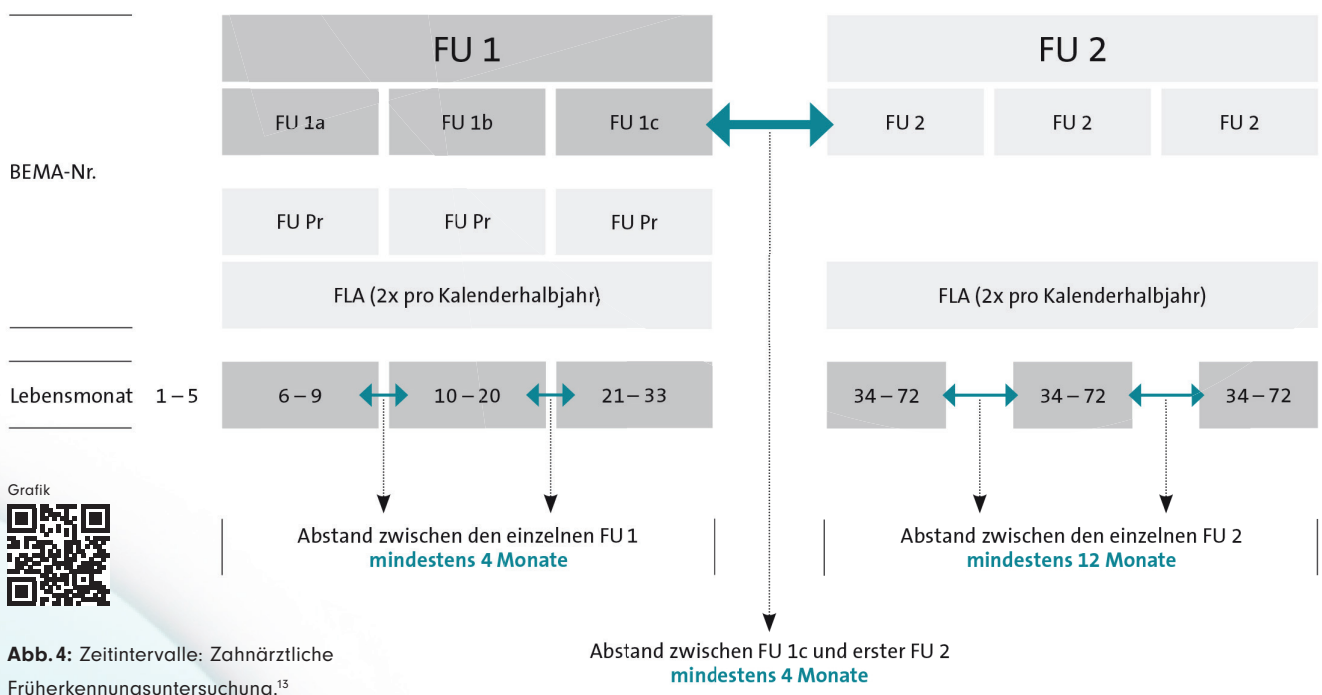 FU 1
FU 2
FU 1a
FU 1b
FU 1c
FU 2
FU 2
FU 2
BEMA-Nr.
FU Pr
FU Pr
FU Pr
FLA (2x pro Kalenderhalbjahr)
FLA (2x pro Kalenderhalbjahr)
Lebensmonat
1 – 5
6 – 9
10 – 20
21 – 33
34 – 72
34 – 72
34 – 72
Grafik
Abstand zwischen den einzelnen FU 1
mindestens 4 Monate
Abstand zwischen den einzelnen FU 2
mindestens 12 Monate
Abstand zwischen FU 1c und erster FU 2
mindestens 4 Monate
Abb. 4: Zeitintervalle: Zahnärztliche
Früherkennungsuntersuchung.¹³